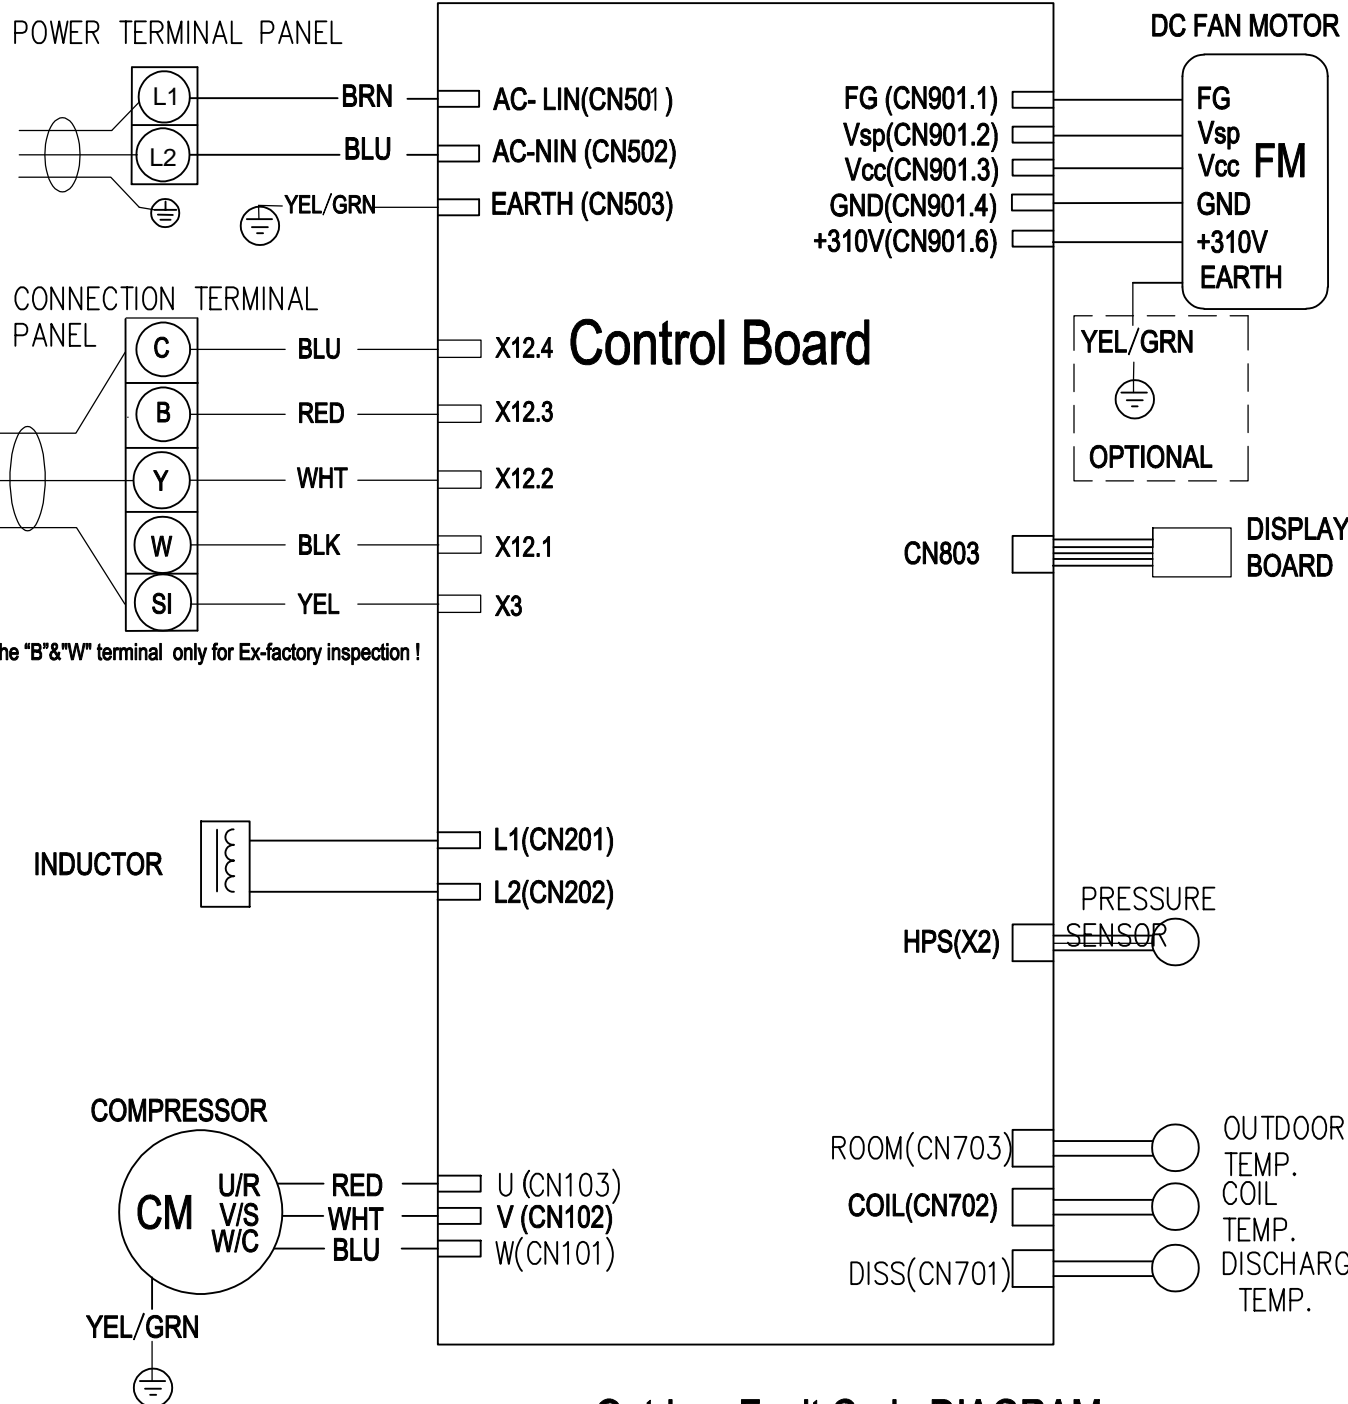 POWER TERMINAL PANEL
L1
BRN
AC- LIN(CN501)
L2
BLU
AC-NIN (CN502)
YEL/GRN
EARTH (CN503)
CONNECTION TERMINAL
PANEL
C
BLU
X12.4
B
RED
X12.3
Y
WHT
X12.2
W
BLK
X12.1
SI
YEL
X3
he "B"&"W" terminal only for Ex-factory inspection !
Control Board
INDUCTOR
L1(CN201)
L2(CN202)
COMPRESSOR
CM
U/R
RED
U (CN103)
V/S
WHT
V (CN102)
W/C
BLU
W(CN101)
YEL/GRN
DC FAN MOTOR
FG (CN901.1)
FG
Vsp(CN901.2)
Vsp
Vcc(CN901.3)
Vcc
FM
GND(CN901.4)
GND
+310V(CN901.6)
+310V
EARTH
YEL/GRN
OPTIONAL
CN803
DISPLAY
BOARD
HPS(X2)
PRESSURE
SENSOR
ROOM(CN703)
OUTDOOR
TEMP.
COIL(CN702)
COIL
TEMP.
DISS(CN701)
DISCHARG
TEMP.
DIAGRAM